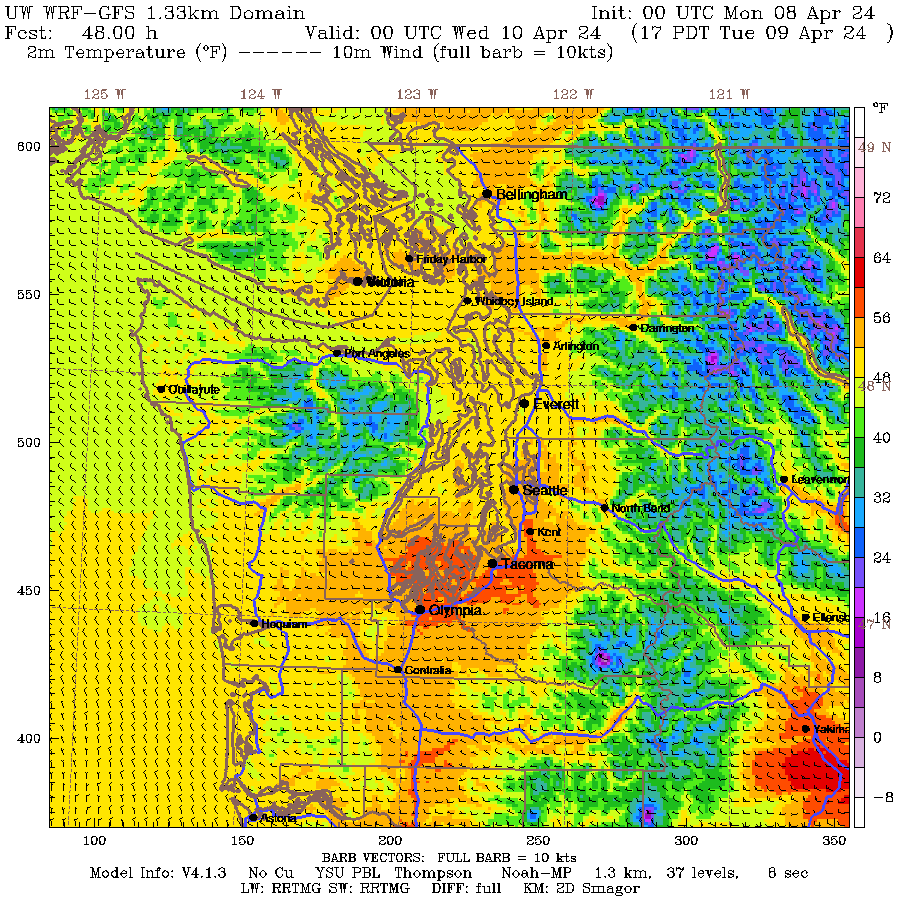 UW WRF-GFS 1.33km Domain Init: 00 UTC Mon 08 Apr 24
Fcst: 48.00 h Valid: 00 UTC Wed 10 Apr 24 (17 PDT Tue 09 Apr 24 )
2m Temperature (°F) ------ 10m Wind (full barb = 10kts)
125 W 124 W 123 W 122 W 121 W
°F
600
49 N
72
Bellingham
64
Friday Harbor
550
Victoria
Whidbey Island
56
Darrington
Arlington
Port Angeles
48
48 N
Quillayute
Everett
500
40
Leavenwor
Seattle
32
North Bend
Kent
24
Tacoma
450
Olympia
16
47 N
Ellensb
Hoquiam
Centralia
8
400
Yakima
0
-8
Astoria
100 150 200 250 300 350
BARB VECTORS: FULL BARB = 10 kts
Model Info: V4.1.3 No Cu YSU PBL Thompson Noah-MP 1.3 km, 37 levels, 8 sec
LW: RRTMG SW: RRTMG DIFF: full KM: 2D Smagor